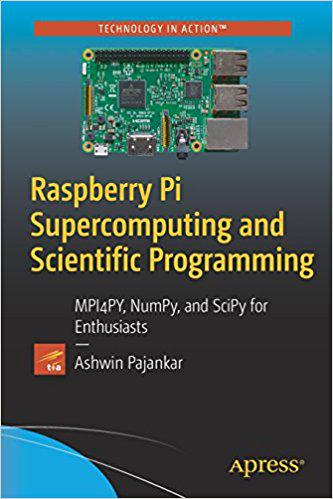 TECHNOLOGY IN ACTION™
Raspberry Pi
Supercomputing and
Scientific Programming
MPI4PY, NumPy, and SciPy for
Enthusiasts
—
tia
Ashwin Pajankar
Apress®